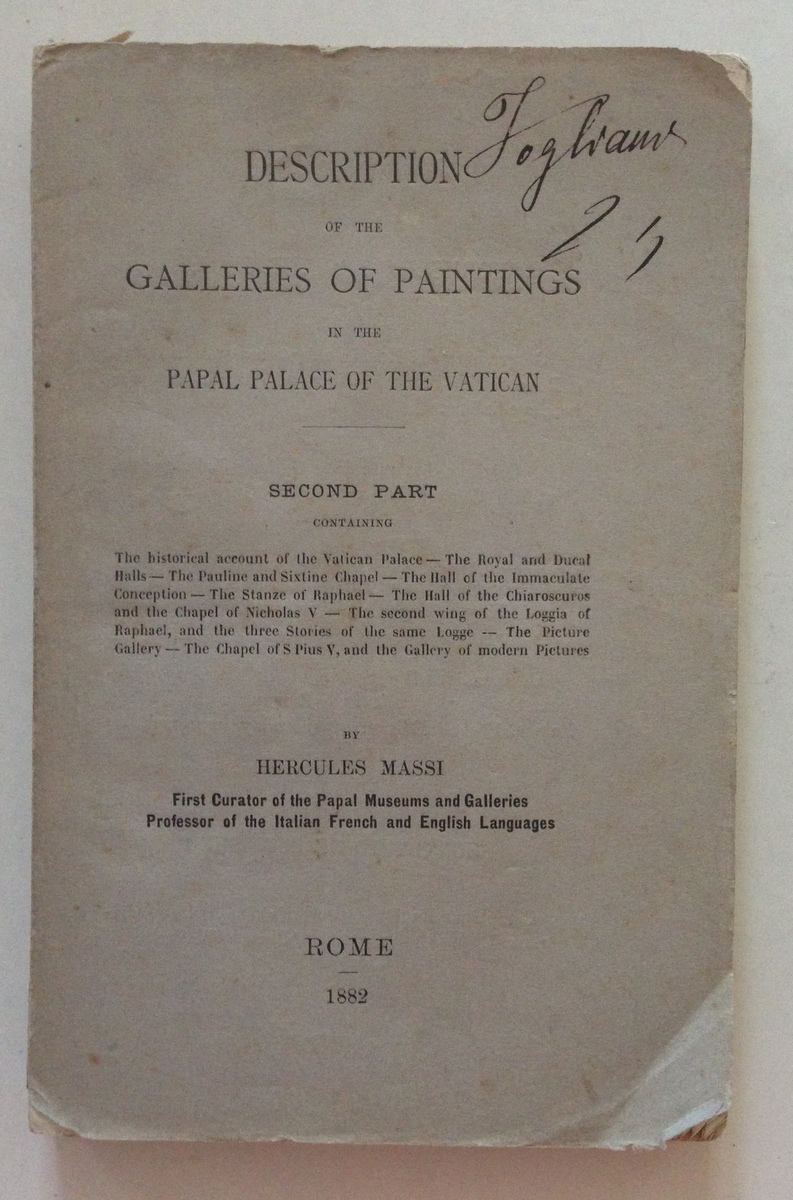 DESCRIPTION
OF THE
GALLERIES OF PAINTINGS
IN THE
PAPAL PALACE OF THE VATICAN
SECOND PART
CONTAINING
The historical account of the Vatican Palace — The Royal and Ducal
Halls — The Pauline and Sixtine Chapel — The Hall of the Immaculate
Conception — The Stanze of Raphael — The Hall of the Chiaroscuros
and the Chapel of Nicholas V — The second wing of the Loggia of
Raphael, and the three Stories of the same Logge — The Picture
Gallery — The Chapel of S Pius V, and the Gallery of modern Pictures
BY
HERCULES MASSI
First Curator of the Papal Museums and Galleries
Professor of the Italian French and English Languages
ROME
1882